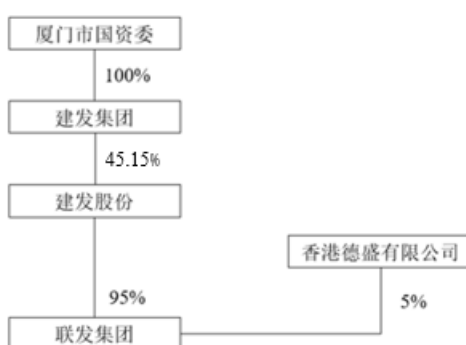 厦门市国资委
100%
建发集团
45.15%
建发股份
香港德盛有限公司
95%
5%
联发集团